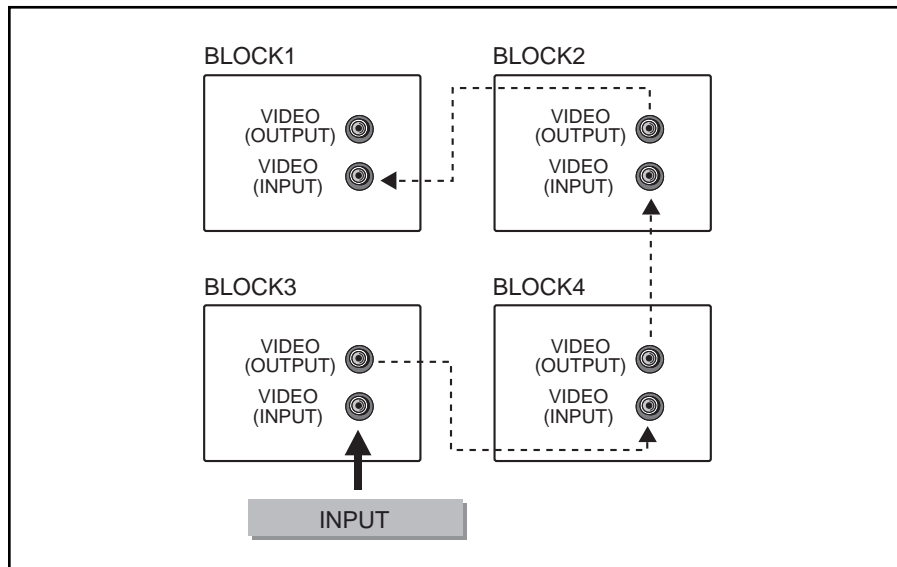 BLOCK1
VIDEO
(OUTPUT)
VIDEO
(INPUT)
BLOCK2
VIDEO
(OUTPUT)
VIDEO
(INPUT)
BLOCK3
VIDEO
(OUTPUT)
VIDEO
(INPUT)
BLOCK4
VIDEO
(OUTPUT)
VIDEO
(INPUT)
INPUT